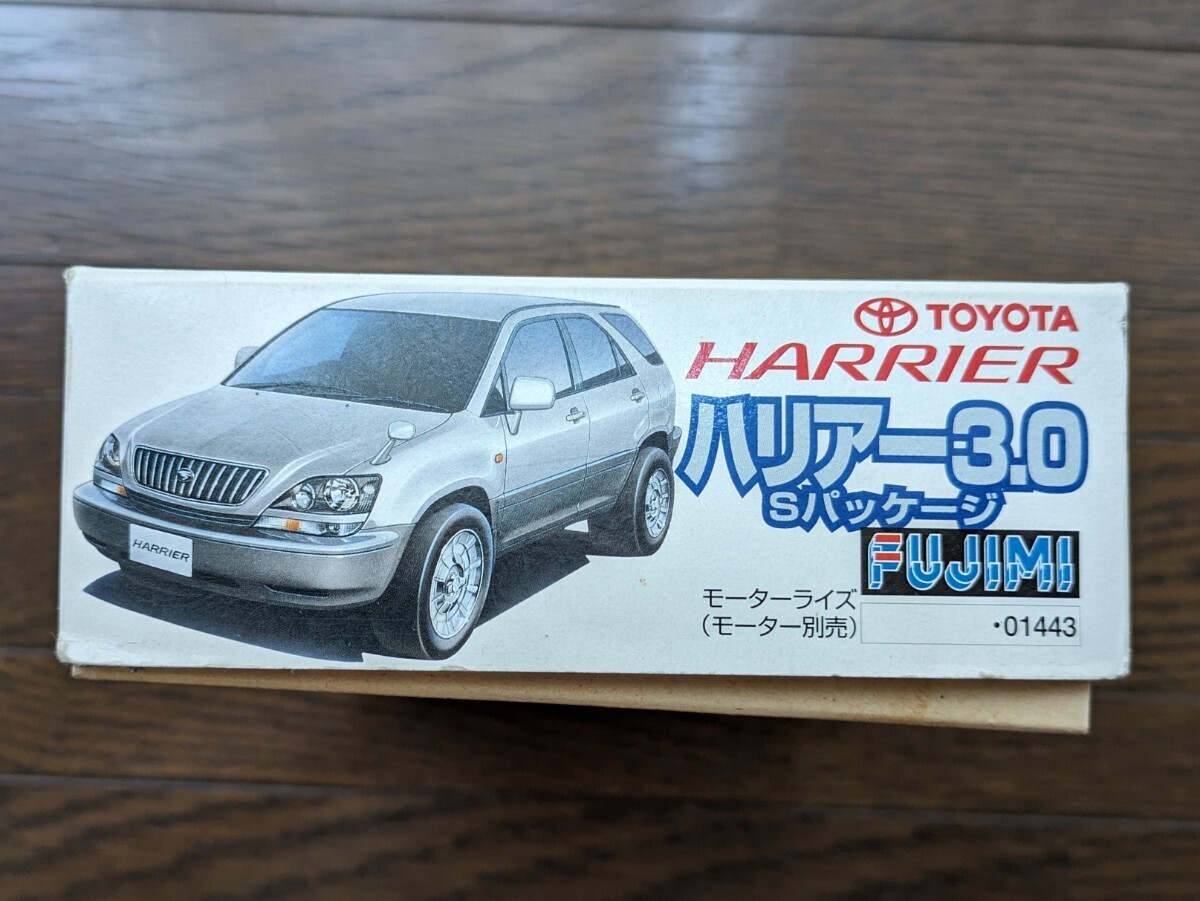 TOYOTA
HARRIER
ハリアー3.0
Sパッケージ
FUJIMI
モーターライズ
(モーター別売)
・01443
HARRIER